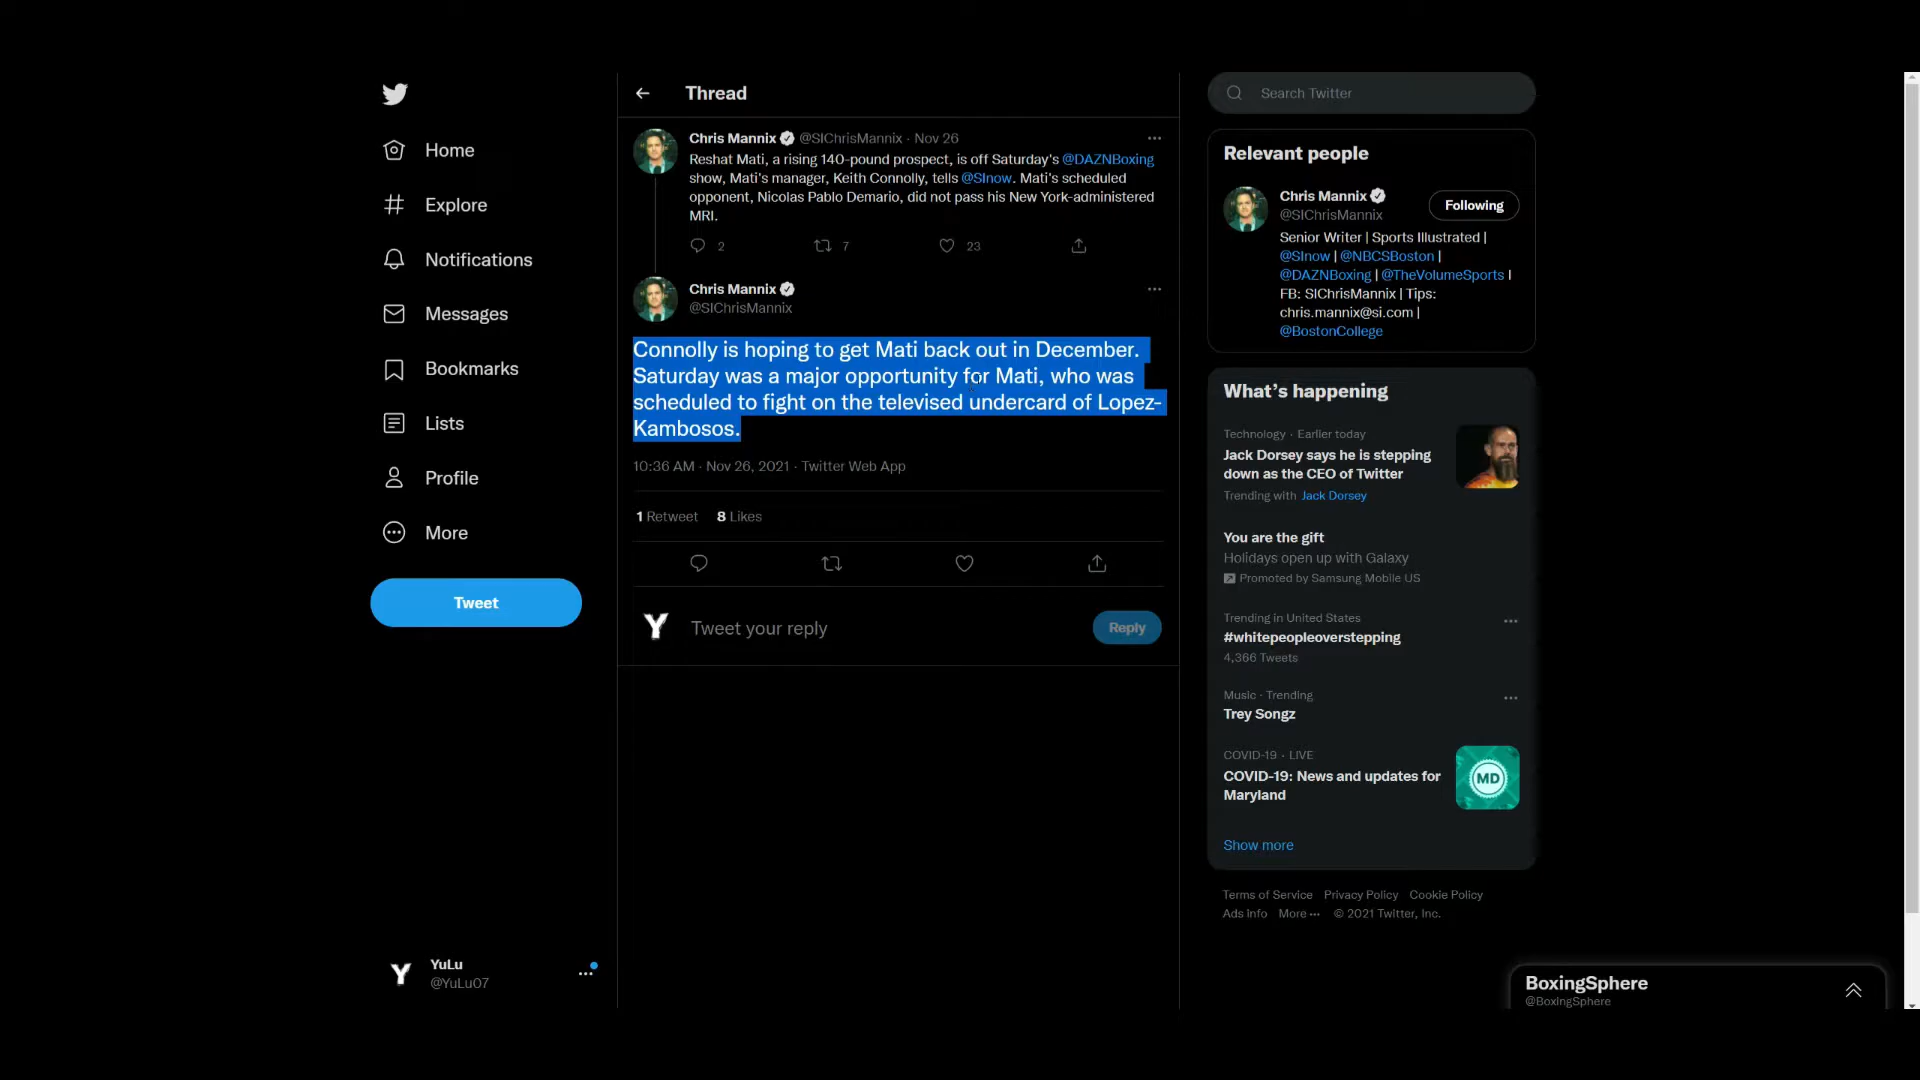 Home
Explore
Notifications
Messages
Bookmarks
Lists
Profile
More
Tweet
YuLu
@YuLu07
Thread
Chris Mannix @SIChrisMannix · Nov 26
Reshat Mati, a rising 140-pound prospect, is off Saturday's @DAZNBoxing
show, Mati's manager, Keith Connolly, tells @SInow. Mati's scheduled
opponent, Nicolas Pablo Demario, did not pass his New York-administered
MRI.
2 7 23
Chris Mannix
@SIChrisMannix
Connolly is hoping to get Mati back out in December.
Saturday was a major opportunity for Mati, who was
scheduled to fight on the televised undercard of Lopez-
Kambosos.
10:36 AM · Nov 26, 2021 · Twitter Web App
1 Retweet 8 Likes
Y Tweet your reply Reply
Search Twitter
Relevant people
Chris Mannix
@SIChrisMannix
Following
Senior Writer | Sports Illustrated |
@SInow | @NBCSBoston |
@DAZNBoxing | @TheVolumeSports |
FB: SIChrisMannix | Tips:
chris.mannix@si.com |
@BostonCollege
What's happening
Technology · Earlier today
Jack Dorsey says he is stepping
down as the CEO of Twitter
Trending with Jack Dorsey
You are the gift
Holidays open up with Galaxy
Promoted by Samsung Mobile US
Trending in United States
#whitepeopleoverstepping
4,366 Tweets
Music · Trending
Trey Songz
COVID-19 · LIVE
COVID-19: News and updates for
Maryland
MD
Show more
Terms of Service Privacy Policy Cookie Policy
Ads info More ··· © 2021 Twitter, Inc.
BoxingSphere
@BoxingSphere